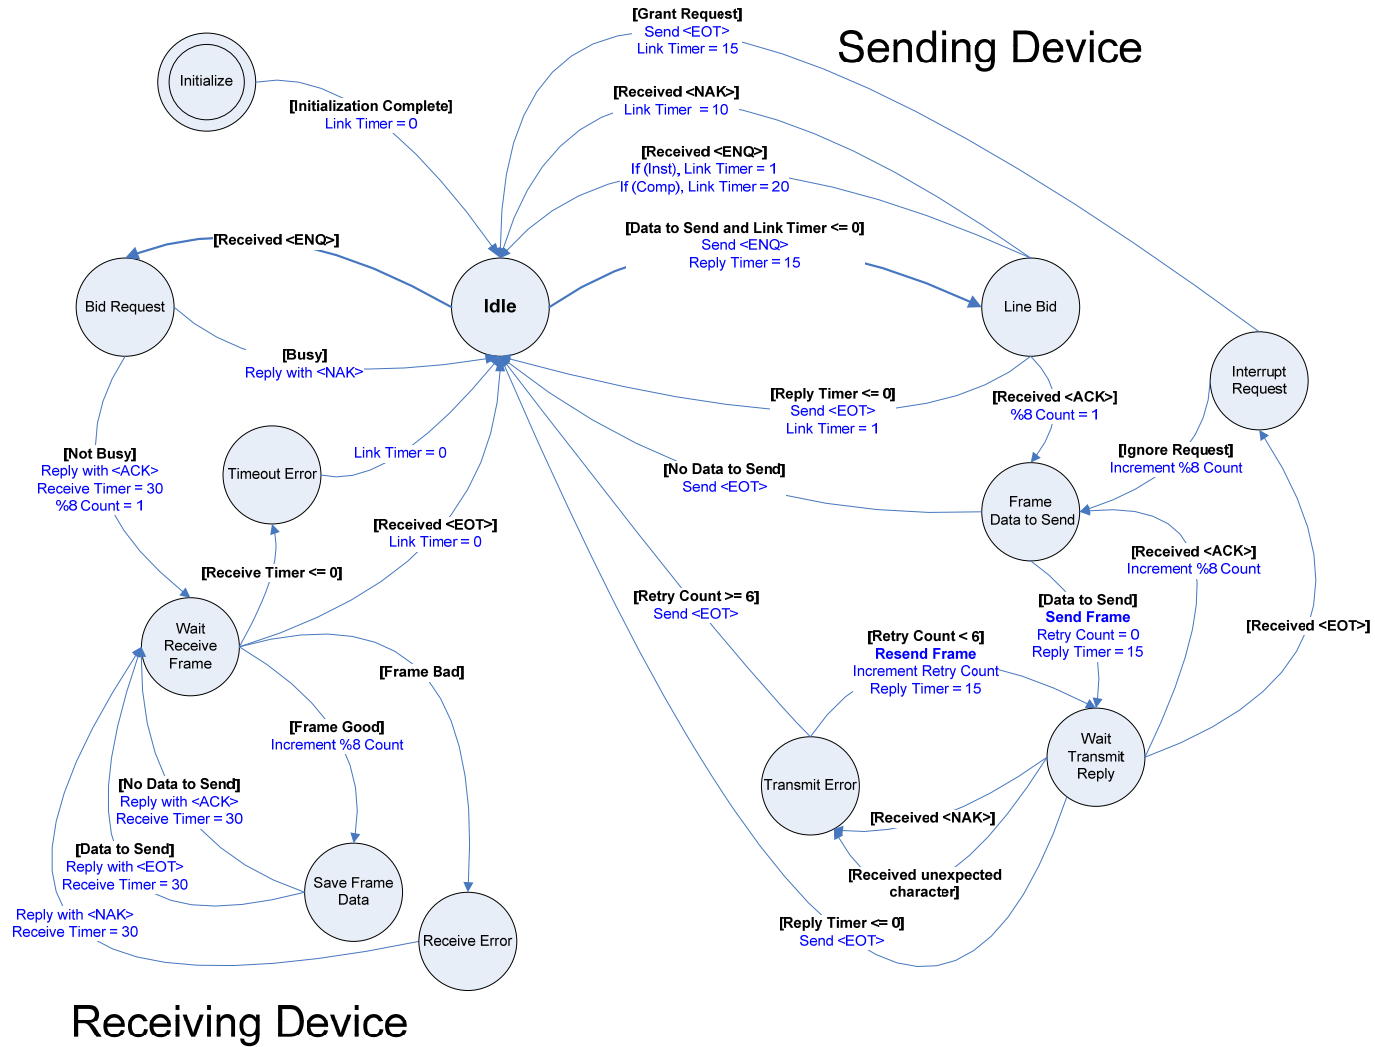 [Grant Request]
Send <EOT>
Link Timer = 15
Sending Device
Initialize
[Initialization Complete]
Link Timer = 0
[Received <NAK>]
Link Timer = 10
[Received <ENQ>]
If (Inst), Link Timer = 1
If (Comp), Link Timer = 20
[Received <ENQ>]
[Data to Send and Link Timer <= 0]
Send <ENQ>
Reply Timer = 15
Bid Request
Idle
Line Bid
[Busy]
Reply with <NAK>
Interrupt
Request
[Reply Timer <= 0]
Send <EOT>
Link Timer = 1
[Received <ACK>]
%8 Count = 1
[Not Busy]
Reply with <ACK>
Receive Timer = 30
%8 Count = 1
Timeout Error
Link Timer = 0
[No Data to Send]
Send <EOT>
[Ignore Request]
Increment %8 Count
Frame
Data to Send
[Received <EOT>]
Link Timer = 0
[Received <ACK>]
Increment %8 Count
[Receive Timer <= 0]
[Retry Count >= 6]
Send <EOT>
[Data to Send]
Send Frame
Retry Count = 0
Reply Timer = 15
[Received <EOT>]
Wait
Receive
Frame
[Frame Bad]
[Retry Count < 6]
Resend Frame
Increment Retry Count
Reply Timer = 15
[Frame Good]
Increment %8 Count
Wait
Transmit
Reply
[No Data to Send]
Reply with <ACK>
Receive Timer = 30
Transmit Error
[Received <NAK>]
[Data to Send]
Reply with <EOT>
Receive Timer = 30
Save Frame
Data
[Received unexpected
character]
Reply with <NAK>
Receive Timer = 30
Receive Error
[Reply Timer <= 0]
Send <EOT>
Receiving Device